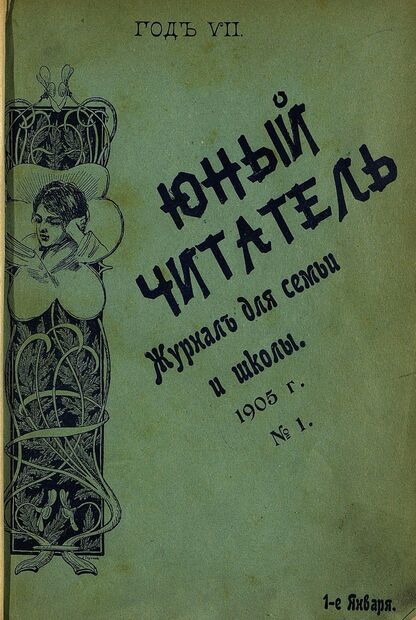 ГОДЪ VII.
ЮНЫЙ
ЧИТАТЕЛЬ
Журналъ для семьи
и школы.
1905 г.
№ 1.
1-е Января.